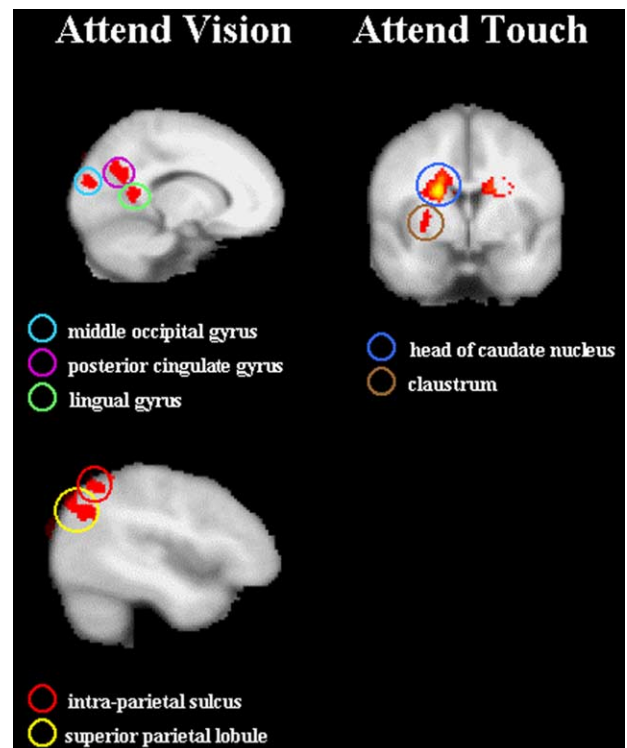 Attend Vision
Attend Touch
middle occipital gyrus
posterior cingulate gyrus
lingual gyrus
head of caudate nucleus
claustrum
intra-parietal sulcus
superior parietal lobule